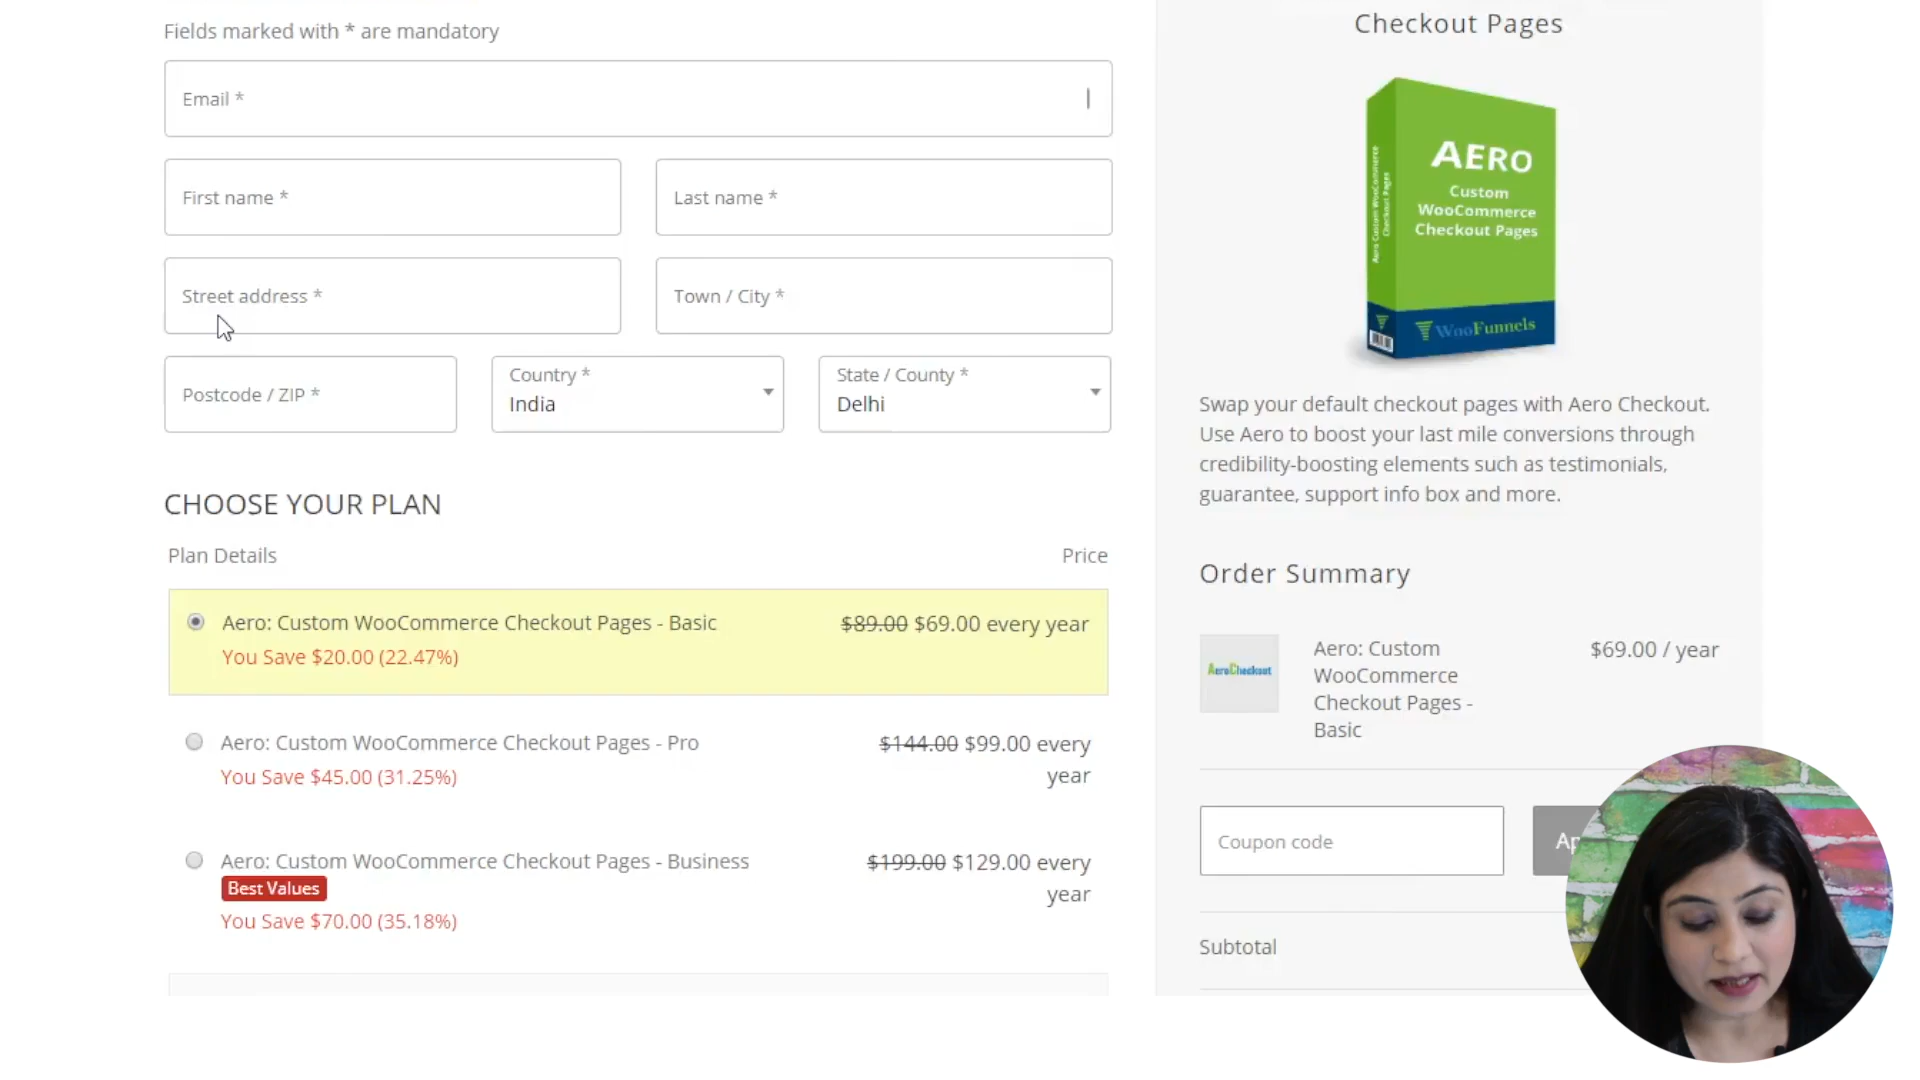 Fields marked with * are mandatory
Email *
First name *
Last name *
Street address *
Town / City *
Postcode / ZIP *
Country *
India
State / County *
Delhi
CHOOSE YOUR PLAN
Plan Details
Price
Aero: Custom WooCommerce Checkout Pages - Basic
$89.00 $69.00 every year
You Save $20.00 (22.47%)
Aero: Custom WooCommerce Checkout Pages - Pro
$144.00 $99.00 every
year
You Save $45.00 (31.25%)
Aero: Custom WooCommerce Checkout Pages - Business
$199.00 $129.00 every
year
Best Values
You Save $70.00 (35.18%)
Checkout Pages
AERO
Custom
WooCommerce
Checkout Pages
Aero Custom WooCommerce
Checkout Pages
WooFunnels
Swap your default checkout pages with Aero Checkout.
Use Aero to boost your last mile conversions through
credibility-boosting elements such as testimonials,
guarantee, support info box and more.
Order Summary
AeroCheckout
Aero: Custom
WooCommerce
Checkout Pages -
Basic
$69.00 / year
Coupon code
Ap
Subtotal